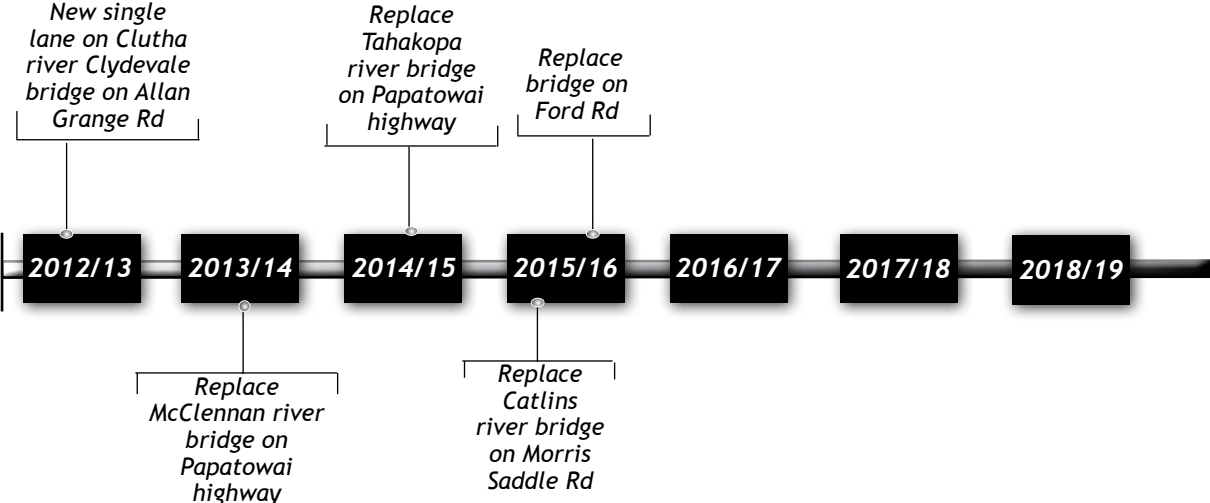 New single
lane on Clutha
river Clydevale
bridge on Allan
Grange Rd
Replace
Tahakopa
river bridge
on Papatowai
highway
Replace
bridge on
Ford Rd
2012/13
2013/14
2014/15
2015/16
2016/17
2017/18
2018/19
Replace
McClennan river
bridge on
Papatowai
highway
Replace
Catlins
river bridge
on Morris
Saddle Rd